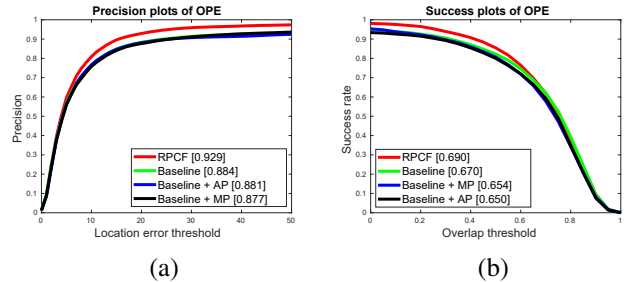 Precision plots of OPE
1
0.9
0.8
0.7
0.6
0.5
0.4
0.3
0.2
0.1
0
Precision
RPCF [0.929]
Baseline [0.884]
Baseline + AP [0.881]
Baseline + MP [0.877]
0 10 20 30 40 50
Location error threshold
(a)
Success plots of OPE
1
0.9
0.8
0.7
0.6
0.5
0.4
0.3
0.2
0.1
0
Success rate
RPCF [0.690]
Baseline [0.670]
Baseline + MP [0.654]
Baseline + AP [0.650]
0 0.2 0.4 0.6 0.8 1
Overlap threshold
(b)